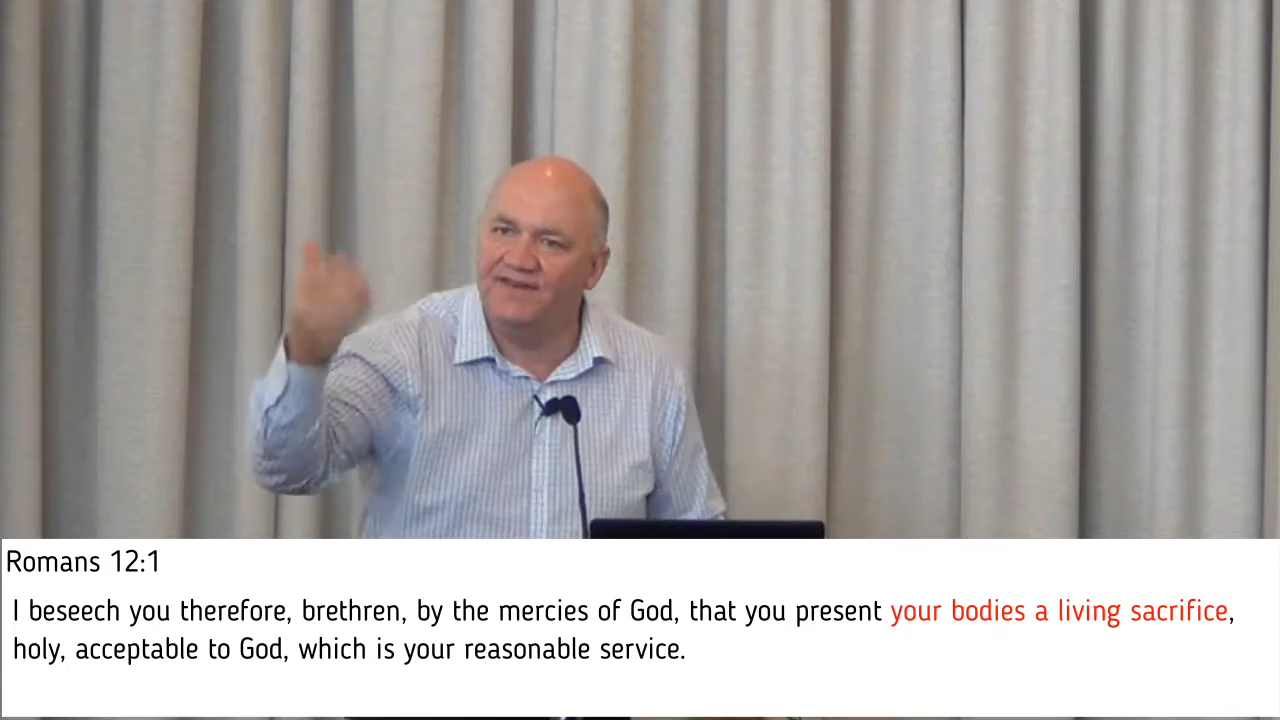 Romans 12:1
I beseech you therefore, brethren, by the mercies of God, that you present your bodies a living sacrifice,
holy, acceptable to God, which is your reasonable service.